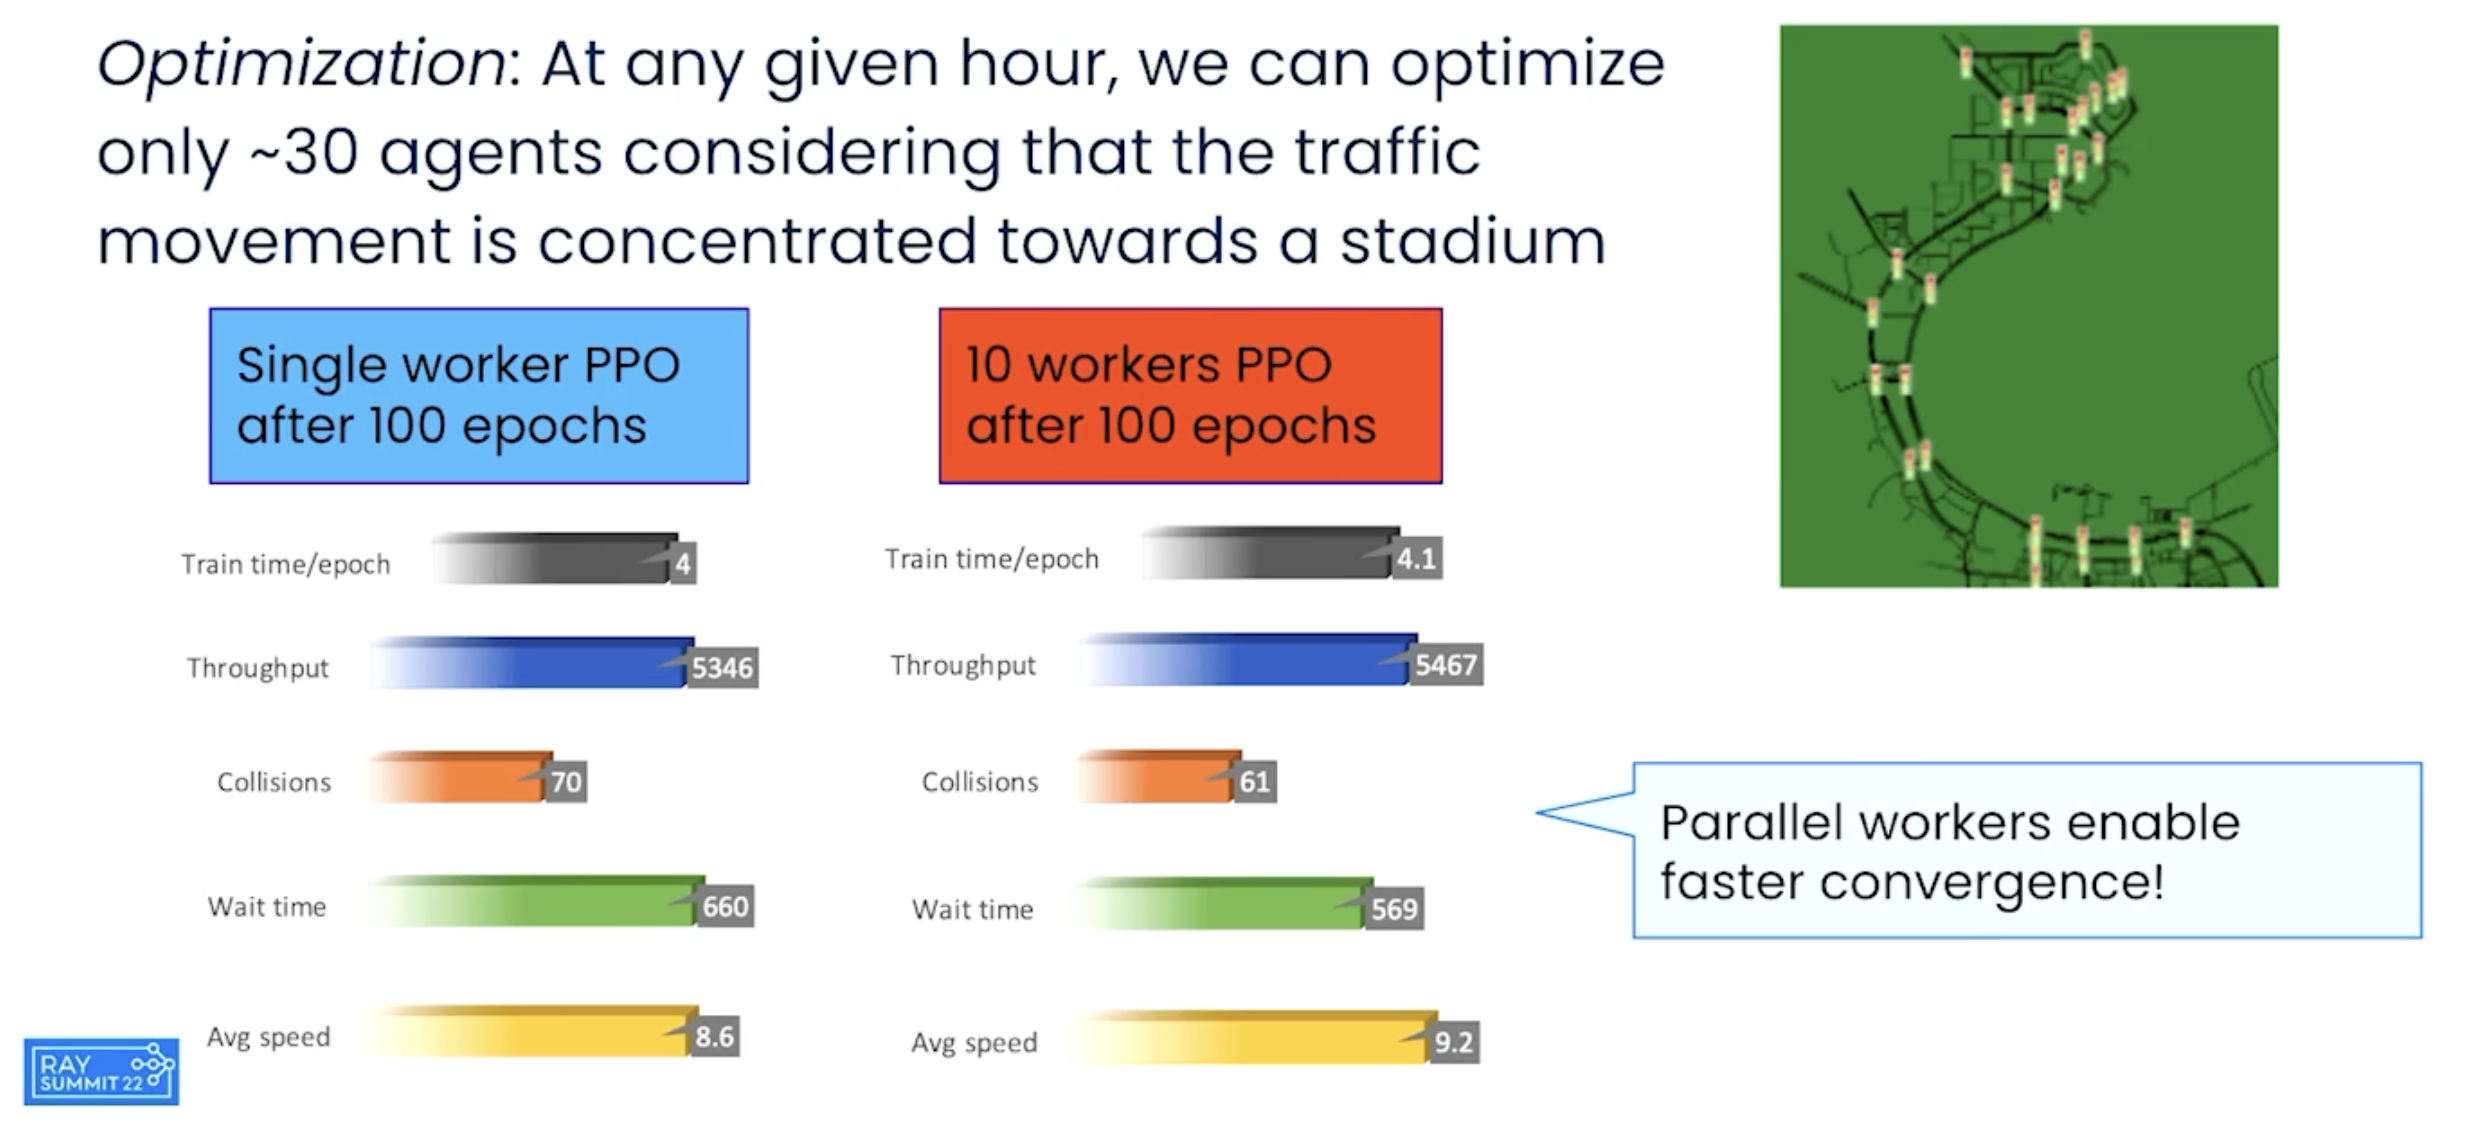 Optimization: At any given hour, we can optimize
only ~30 agents considering that the traffic
movement is concentrated towards a stadium
Single worker PPO
after 100 epochs
Train time/epoch 4
Throughput 5346
Collisions 70
Wait time 660
Avg speed 8.6
10 workers PPO
after 100 epochs
Train time/epoch 4.1
Throughput 5467
Collisions 61
Wait time 569
Avg speed 9.2
Parallel workers enable
faster convergence!
RAY
SUMMIT 22